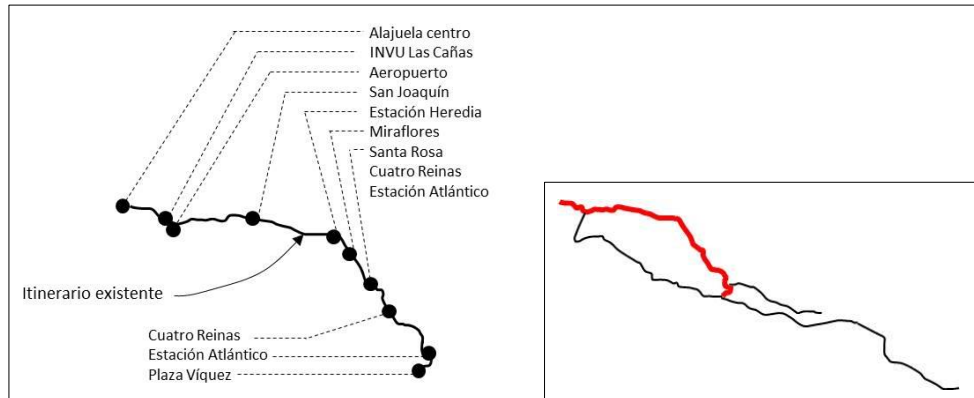 Alajuela centro
INVU Las Cañas
Aeropuerto
San Joaquín
Estación Heredia
Miraflores
Santa Rosa
Cuatro Reinas
Estación Atlántico
Itinerario existente
Cuatro Reinas
Estación Atlántico
Plaza Víquez